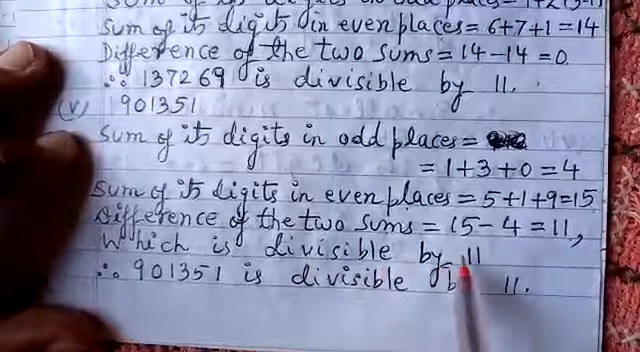 Sum of its digits in even places = 6+7+1 = 14
Difference of the two sums = 14-14 = 0
∴ 137269 is divisible by 11.
(v) 901351
Sum of its digits in odd places =
= 1+3+0 = 4
Sum of its digits in even places = 5+1+9=15
Difference of the two sums = 15-4 = 11,
Which is divisible by 11
∴ 901351 is divisible b 11.